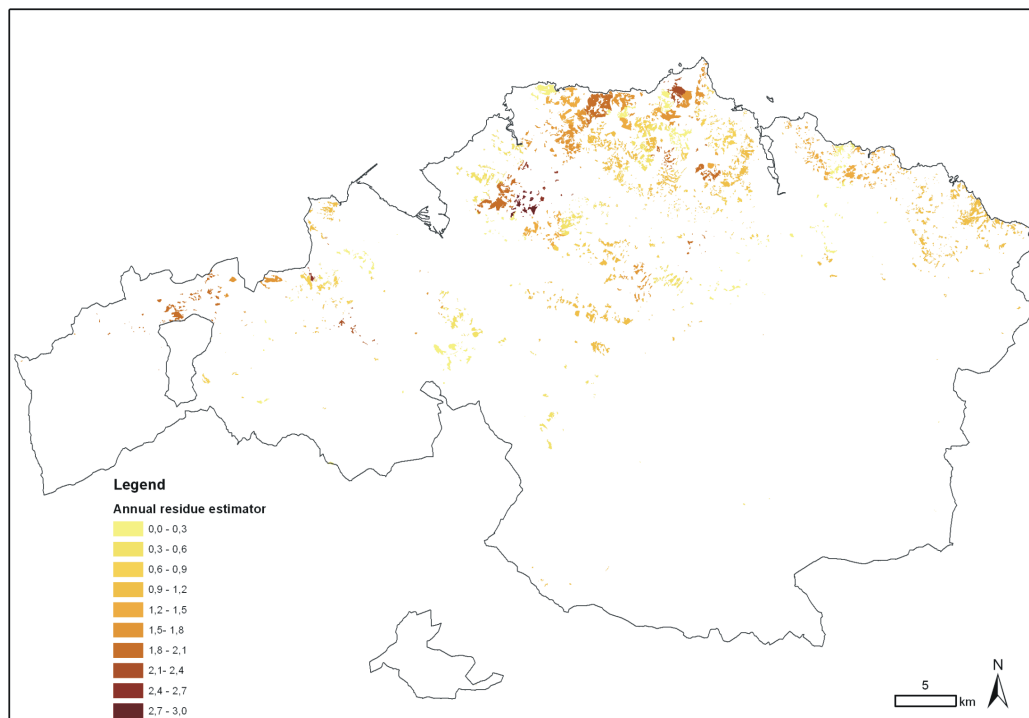 Legend
Annual residue estimator
0,0 - 0,3
0,3 - 0,6
0,6 - 0,9
0,9 - 1,2
1,2 - 1,5
1,5- 1,8
1,8 - 2,1
2,1- 2,4
2,4 - 2,7
2,7 - 3,0
5
km
N